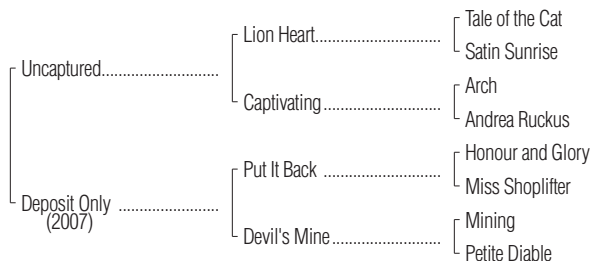 Tale of the Cat
Lion Heart
Satin Sunrise
Uncaptured
Arch
Captivating
Andrea Ruckus
Honour and Glory
Put It Back
Miss Shoplifter
Deposit Only
(2007)
Mining
Devil's Mine
Petite Diable